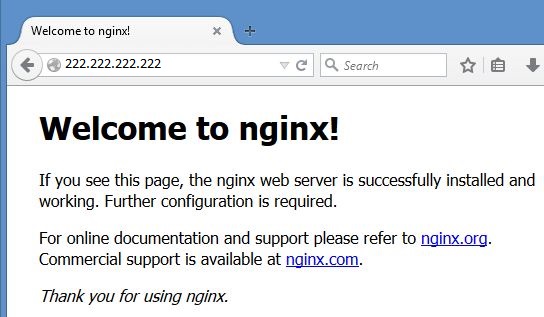 Welcome to nginx!
222.222.222.222
Search
Welcome to nginx!
If you see this page, the nginx web server is successfully installed and
working. Further configuration is required.
For online documentation and support please refer to nginx.org.
Commercial support is available at nginx.com.
Thank you for using nginx.